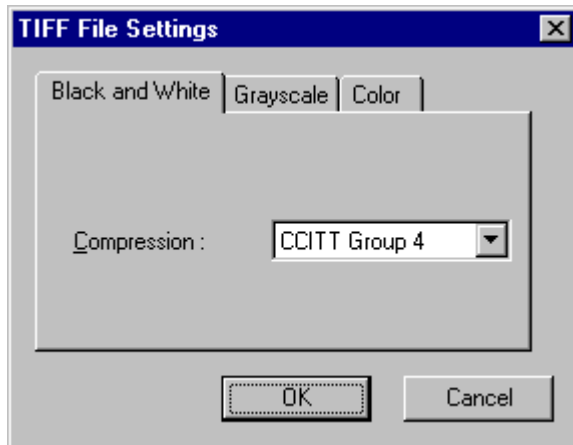 TIFF File Settings
Black and White Grayscale Color
Compression : CCITT Group 4
OK Cancel